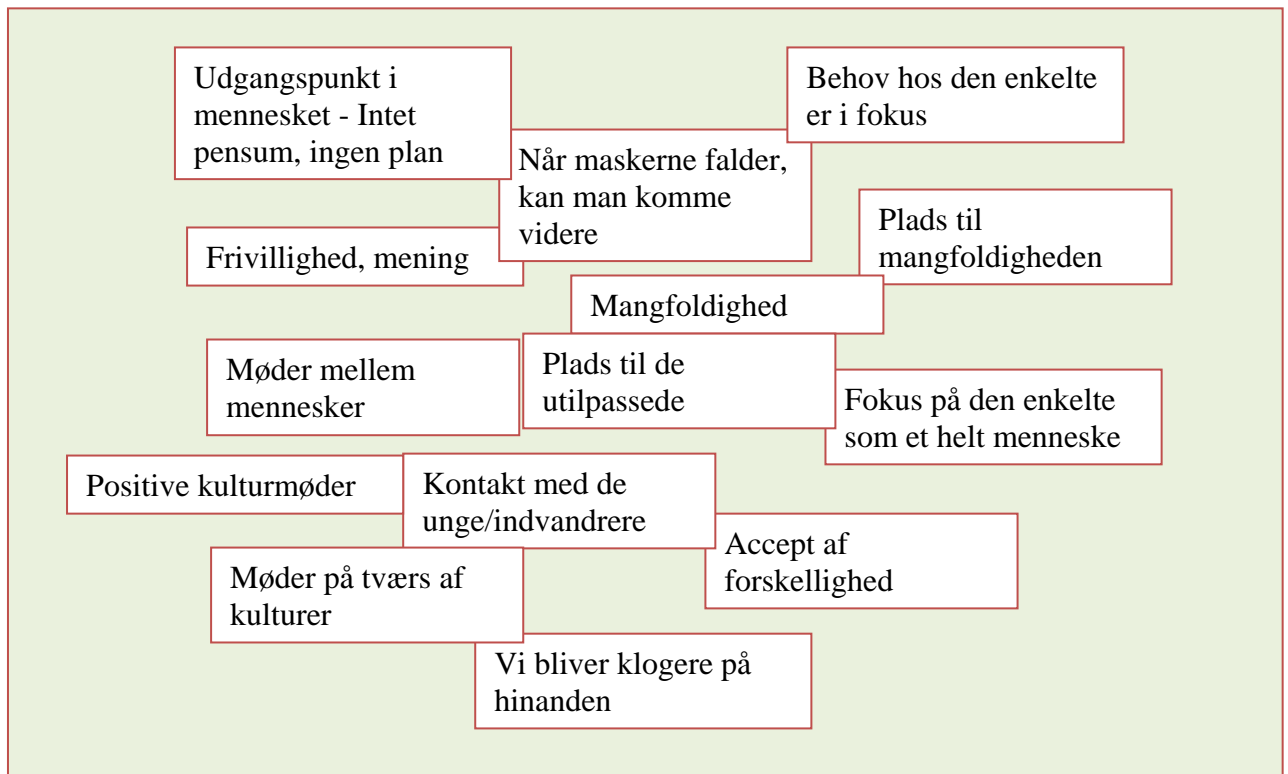 Udgangspunkt i
mennesket - Intet
pensum, ingen plan
Behov hos den enkelte
er i fokus
Når maskerne falder,
kan man komme
videre
Plads til
mangfoldigheden
Frivillighed, mening
Mangfoldighed
Møder mellem
mennesker
Plads til de
utilpassede
Fokus på den enkelte
som et helt menneske
Positive kulturmøder
Kontakt med de
unge/indvandrere
Accept af
forskellighed
Møder på tværs af
kulturer
Vi bliver klogere på
hinanden